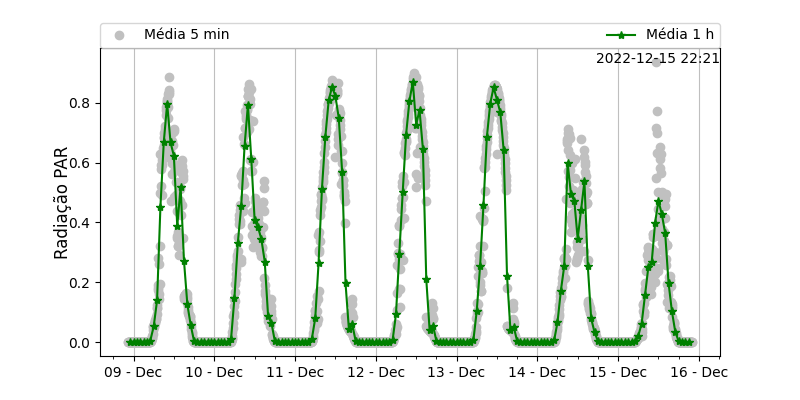 Média 5 min
Média 1 h
2022-12-15 22:21
Radiação PAR
0.8
0.6
0.4
0.2
0.0
09 - Dec
10 - Dec
11 - Dec
12 - Dec
13 - Dec
14 - Dec
15 - Dec
16 - Dec